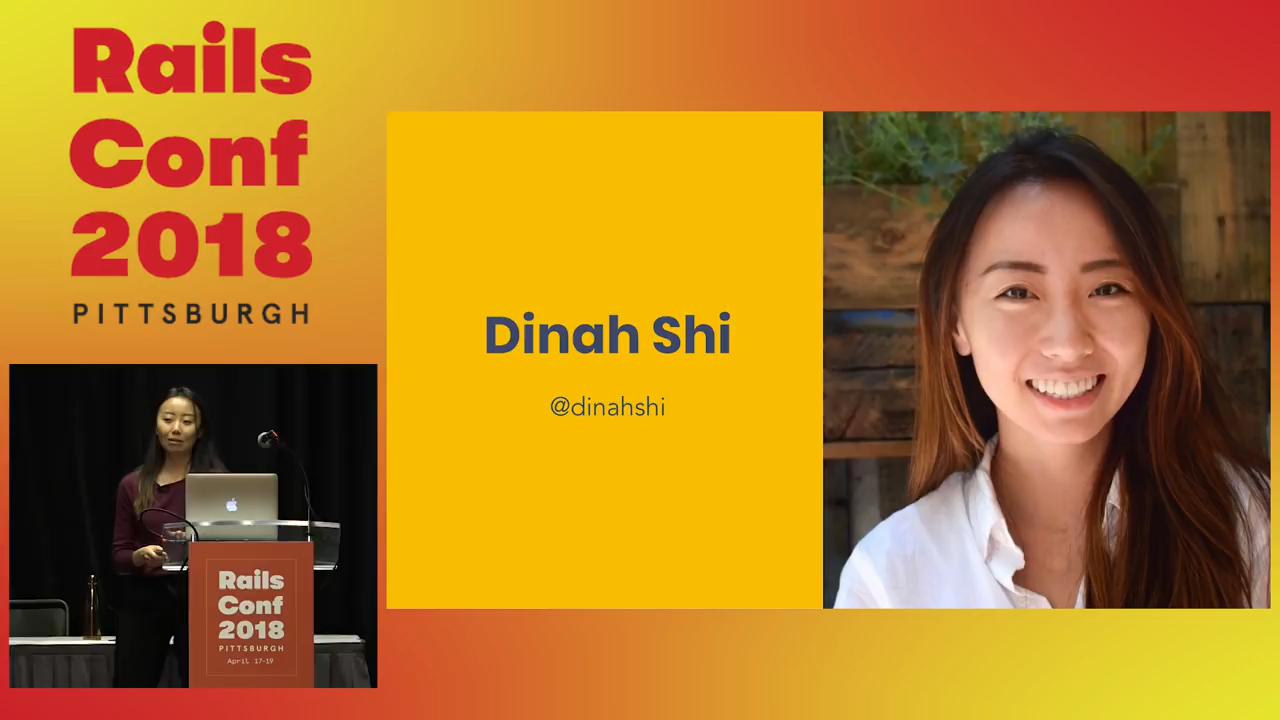 Rails
Conf
2018
PITTSBURGH
Dinah Shi
@dinahshi
Rails
Conf
2018
PITTSBURGH
April 17-19